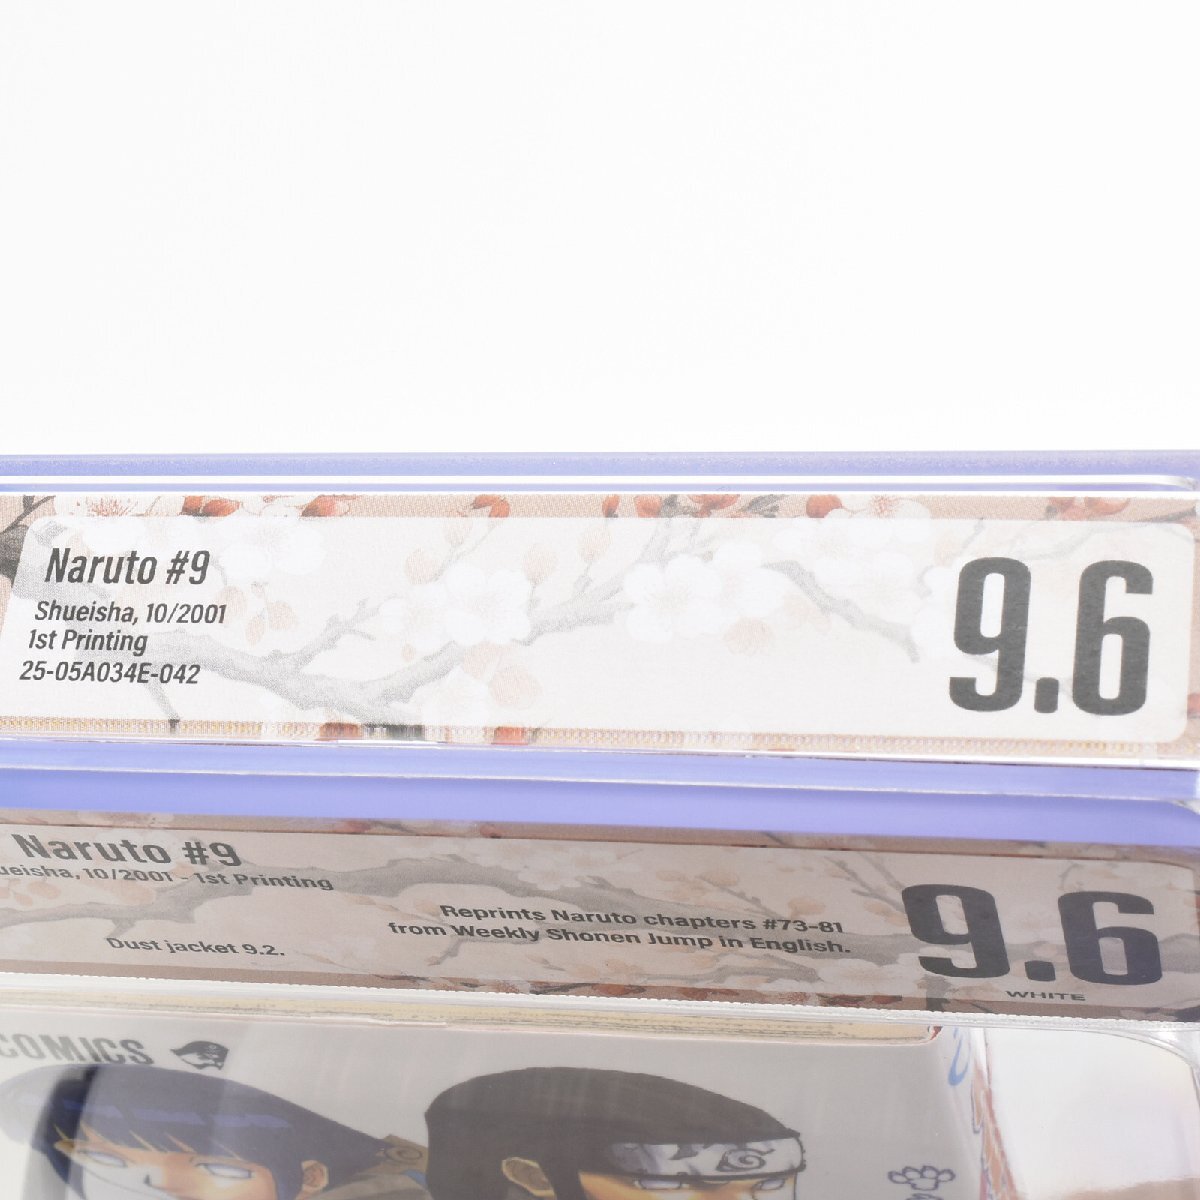 Naruto #9
Shueisha, 10/2001
1st Printing
25-05A034E-042
9.6
Naruto #9
ueisha, 10/2001 - 1st Printing
Reprints Naruto chapters #73-81
from Weekly Shonen Jump in English.
Dust jacket 9.2.
9.6
WHITE
COMICS